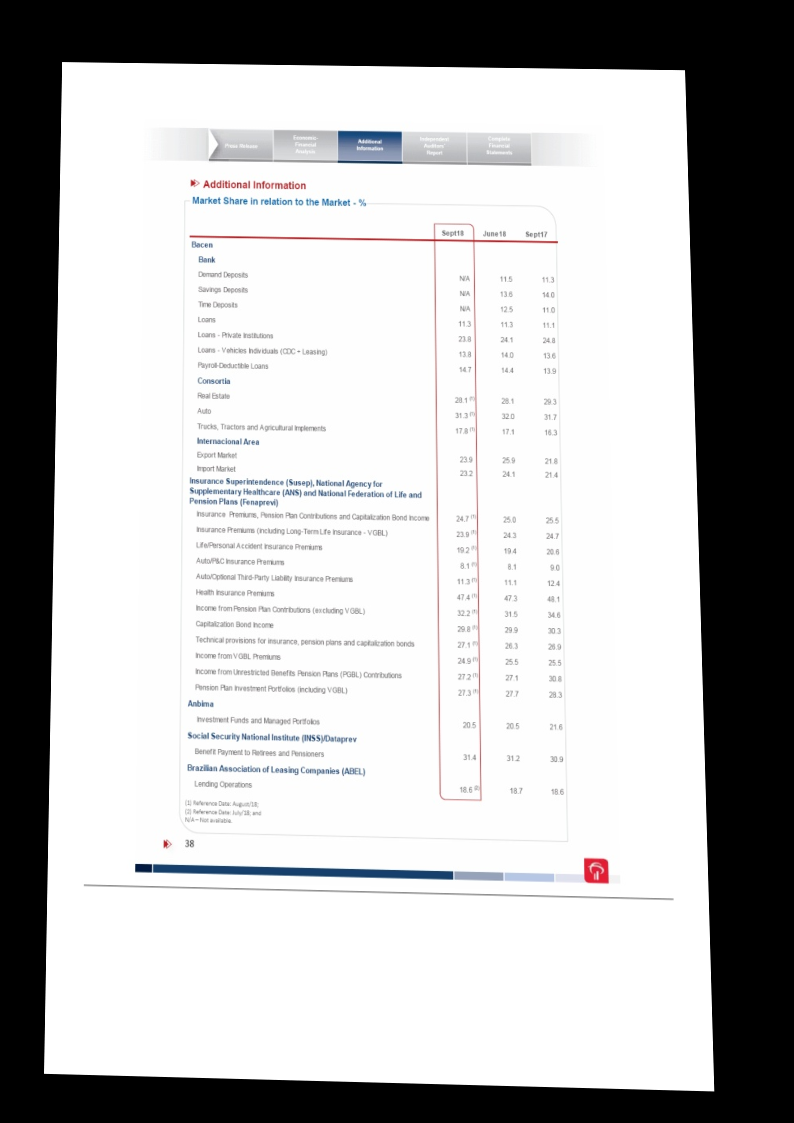 Press Release
Economic-
Financial
Analysis
Additional
Information
Independent
Auditors'
Report
Complete
Financial
Statements
Additional Information
Market Share in relation to the Market - %
Sept18 June18 Sept17
Bacen
Bank
Demand Deposits N/A 11.5 11.3
Savings Deposits N/A 13.6 14.0
Time Deposits N/A 12.5 11.0
Loans 11.3 11.3 11.1
Loans - Private Institutions 23.8 24.1 24.8
Loans - Vehicles Individuals (CDC + Leasing) 13.8 14.0 13.6
Payroll-Deductible Loans 14.7 14.4 13.9
Consortia
Real Estate 28.1 (1) 28.1 29.3
Auto 31.3 (1) 32.0 31.7
Trucks, Tractors and Agricultural Implements 17.8 (1) 17.1 16.3
Internacional Area
Export Market 23.9 25.9 21.8
Import Market 23.2 24.1 21.4
Insurance Superintendence (Susep), National Agency for
Supplementary Healthcare (ANS) and National Federation of Life and
Pension Plans (Fenaprevi)
Insurance Premiums, Pension Plan Contributions and Capitalization Bond Income 24.7 (1) 25.0 25.5
Insurance Premiums (including Long-Term Life Insurance - VGBL) 23.9 (1) 24.3 24.7
Life/Personal Accident Insurance Premiums 19.2 (1) 19.4 20.6
Auto/P&C Insurance Premiums 8.1 (1) 8.1 9.0
Auto/Optional Third-Party Liability Insurance Premiums 11.3 (1) 11.1 12.4
Health Insurance Premiums 47.4 (1) 47.3 48.1
Income from Pension Plan Contributions (excluding VGBL) 32.2 (1) 31.5 34.6
Capitalization Bond Income 29.8 (1) 29.9 30.3
Technical provisions for insurance, pension plans and capitalization bonds 27.1 (1) 26.3 26.9
Income from VGBL Premiums 24.9 (1) 25.5 25.5
Income from Unrestricted Benefits Pension Plans (PGBL) Contributions 27.2 (1) 27.1 30.8
Pension Plan Investment Portfolios (including VGBL) 27.3 (1) 27.7 28.3
Anbima
Investment Funds and Managed Portfolios 20.5 20.5 21.6
Social Security National Institute (INSS)/Dataprev
Benefit Payment to Retirees and Pensioners 31.4 31.2 30.9
Brazilian Association of Leasing Companies (ABEL)
Lending Operations 18.6 (2) 18.7 18.6
(1) Reference Date: August/18;
(2) Reference Date: July/18; and
N/A – Not available.
38